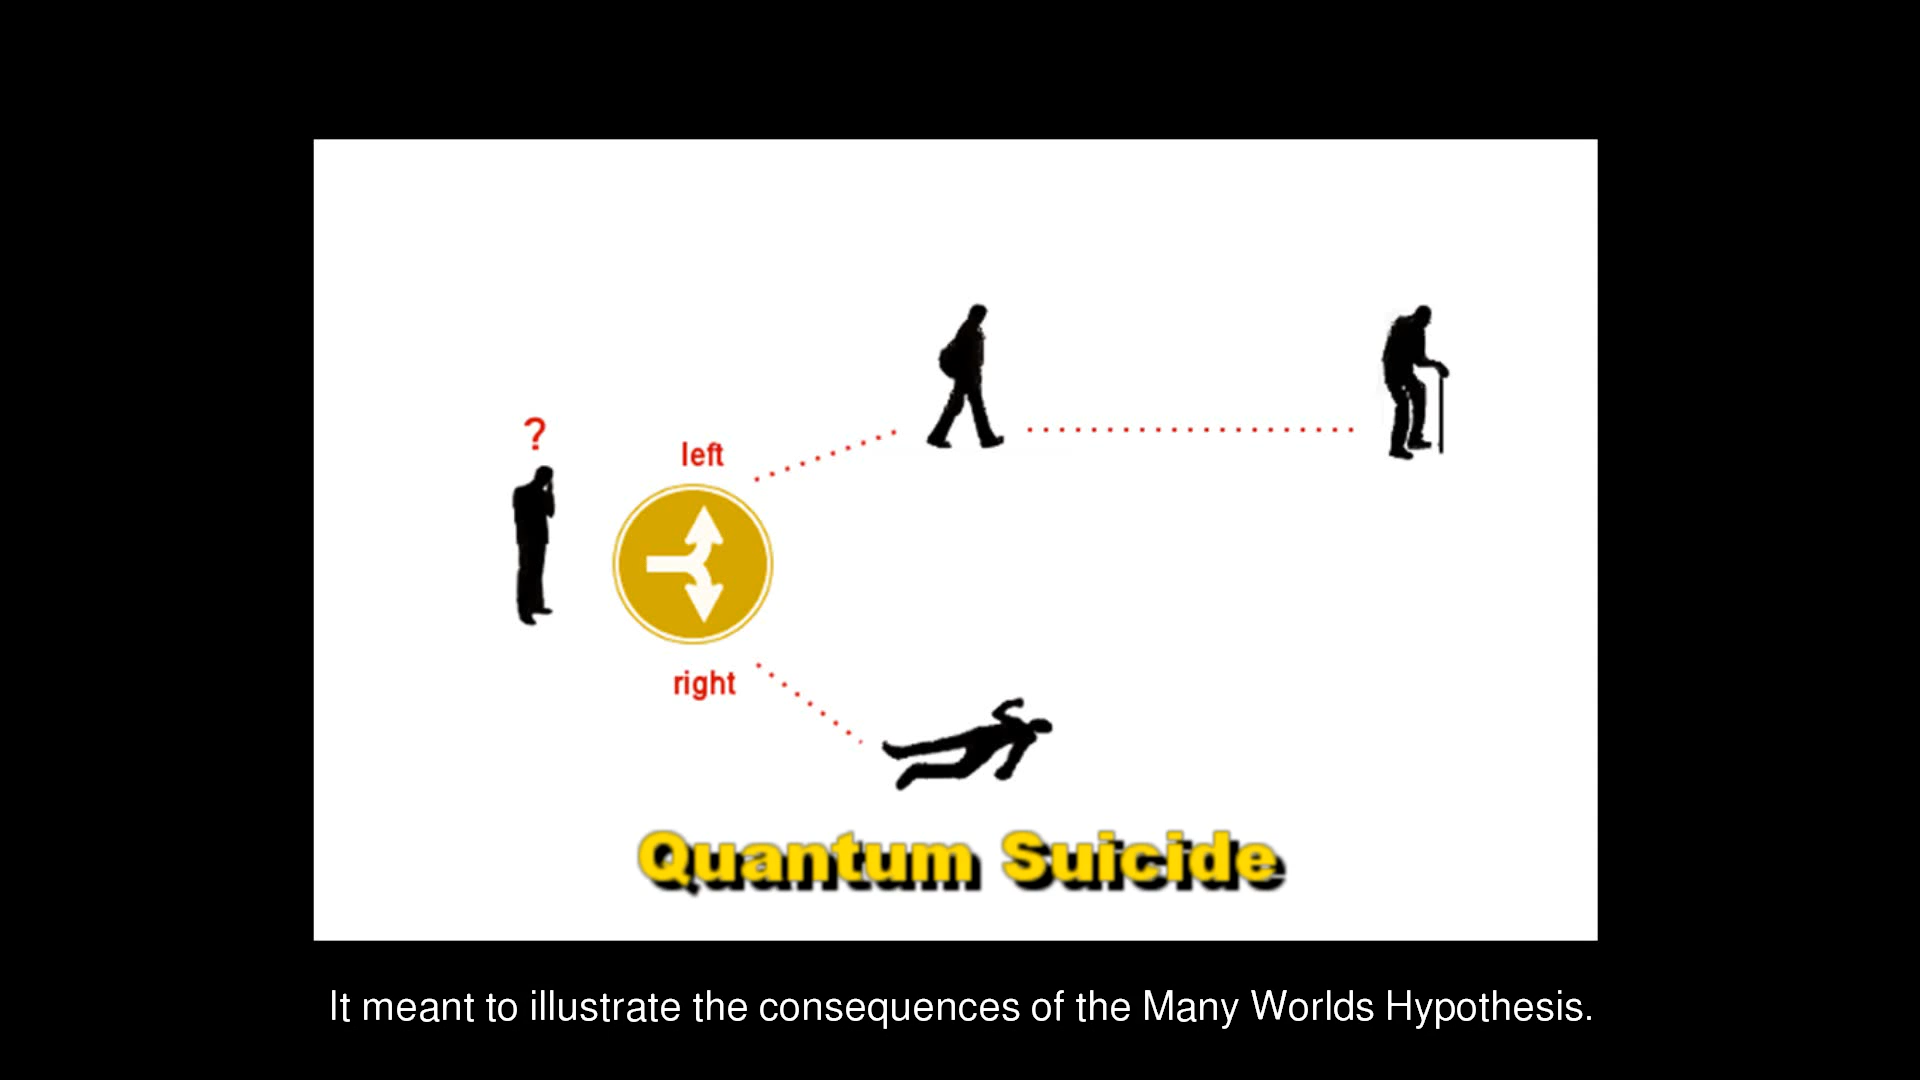 ?
left
right
Quantum Suicide
It meant to illustrate the consequences of the Many Worlds Hypothesis.